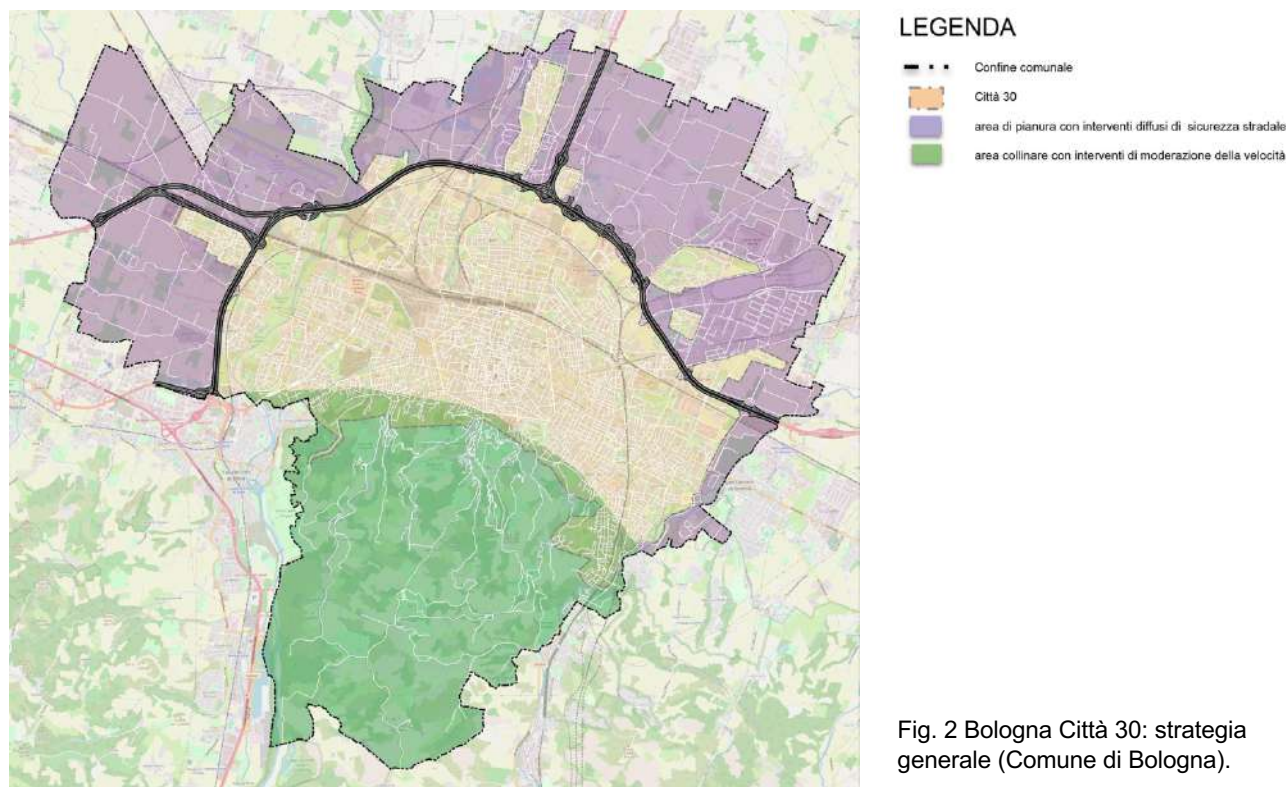 LEGENDA
Confine comunale
Città 30
area di pianura con interventi diffusi di sicurezza stradale
area collinare con interventi di moderazione della velocità
Fig. 2 Bologna Città 30: strategia
generale (Comune di Bologna).